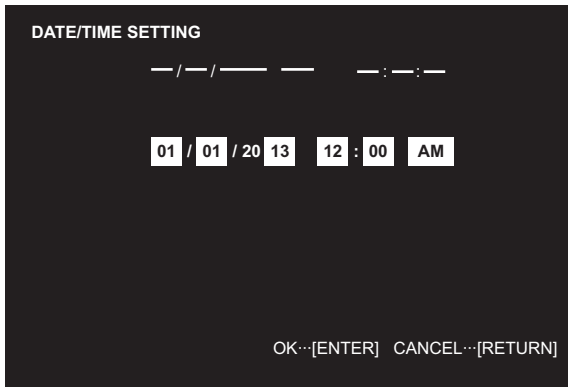 DATE/TIME SETTING
—/—/—— — —:—:—
01 / 01 / 20 13 12 : 00 AM
OK···[ENTER] CANCEL···[RETURN]